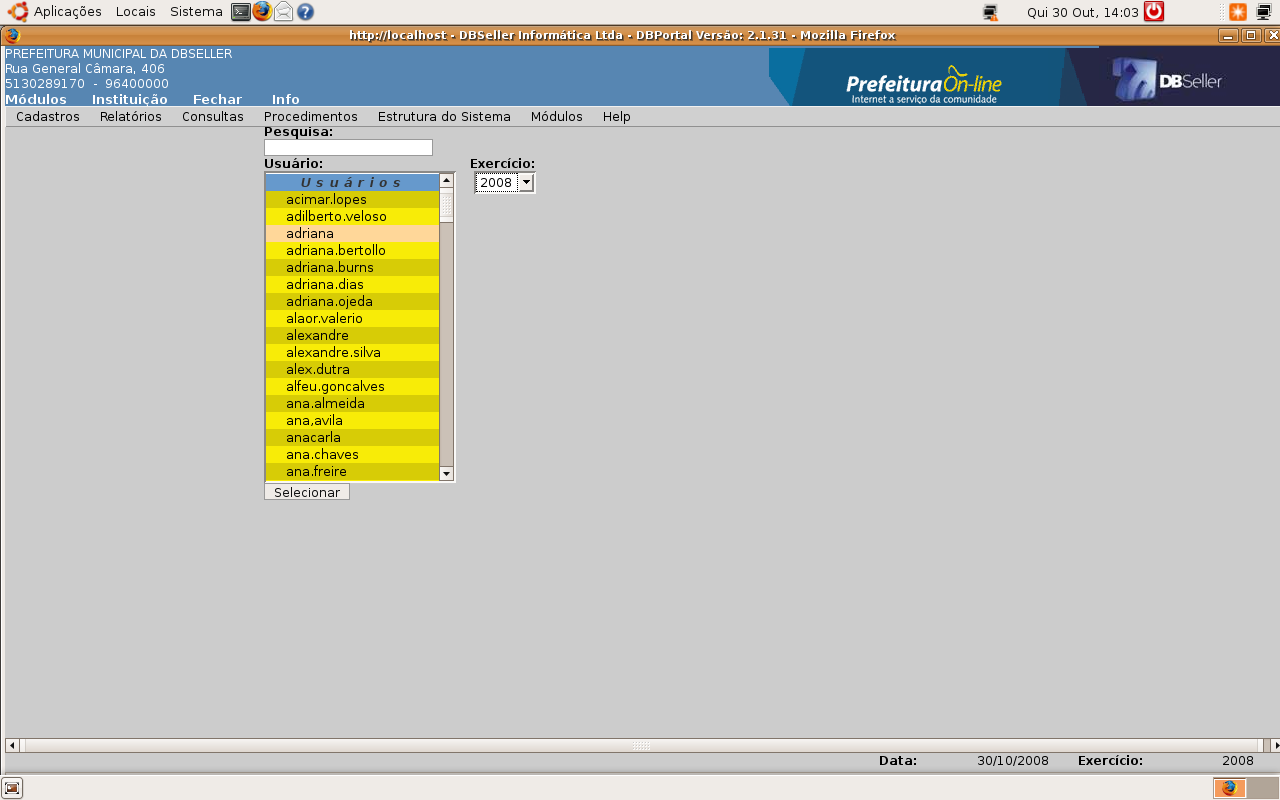 Aplicações Locais Sistema Qui 30 Out, 14:03
http://localhost - DBSeller Informática Ltda - DBPortal Versão: 2.1.31 - Mozilla Firefox
PREFEITURA MUNICIPAL DA DBSELLER
Rua General Câmara, 406
5130289170 - 96400000
Módulos Instituição Fechar Info
PrefeituraOn-line
Internet a serviço da comunidade
DBSeller
Cadastros Relatórios Consultas Procedimentos Estrutura do Sistema Módulos Help
Pesquisa:
Usuário: Exercício:
Usuários 2008
acimar.lopes
adilberto.veloso
adriana
adriana.bertollo
adriana.burns
adriana.dias
adriana.ojeda
alaor.valerio
alexandre
alexandre.silva
alex.dutra
alfeu.goncalves
ana.almeida
ana,avila
anacarla
ana.chaves
ana.freire
Selecionar
Data: 30/10/2008 Exercício: 2008